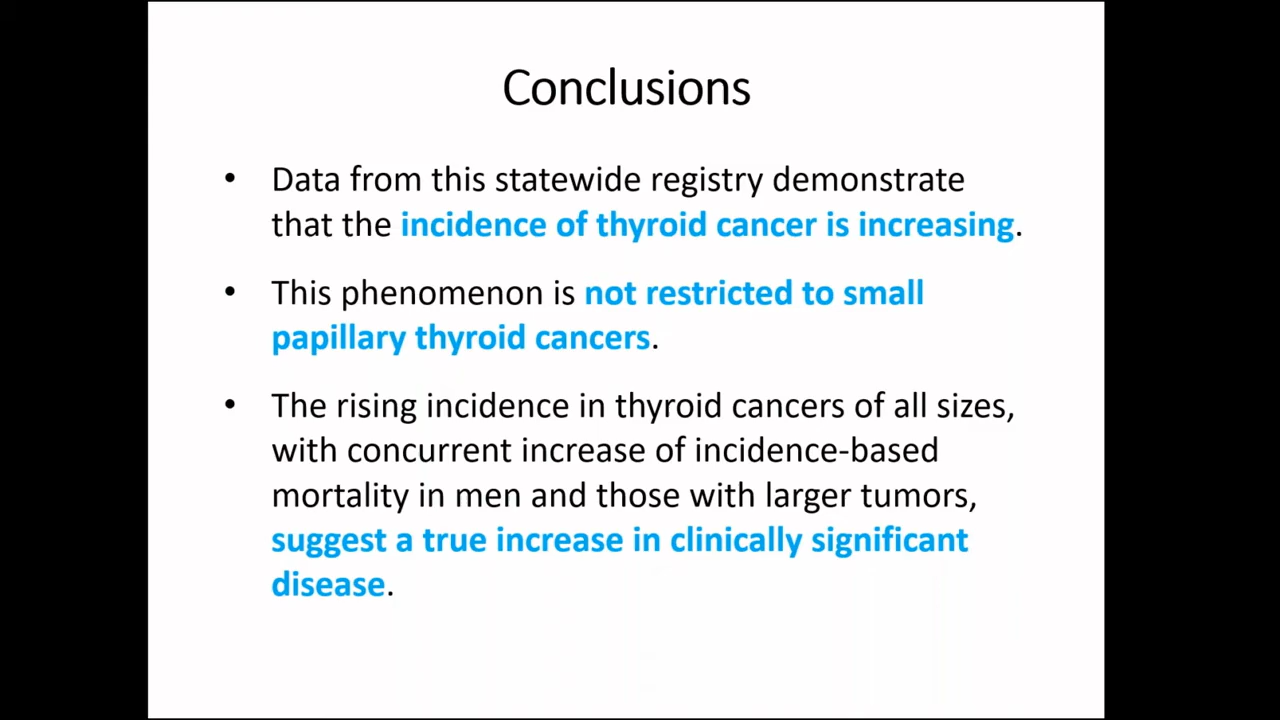 Conclusions
• Data from this statewide registry demonstrate
that the incidence of thyroid cancer is increasing.
• This phenomenon is not restricted to small
papillary thyroid cancers.
• The rising incidence in thyroid cancers of all sizes,
with concurrent increase of incidence-based
mortality in men and those with larger tumors,
suggest a true increase in clinically significant
disease.